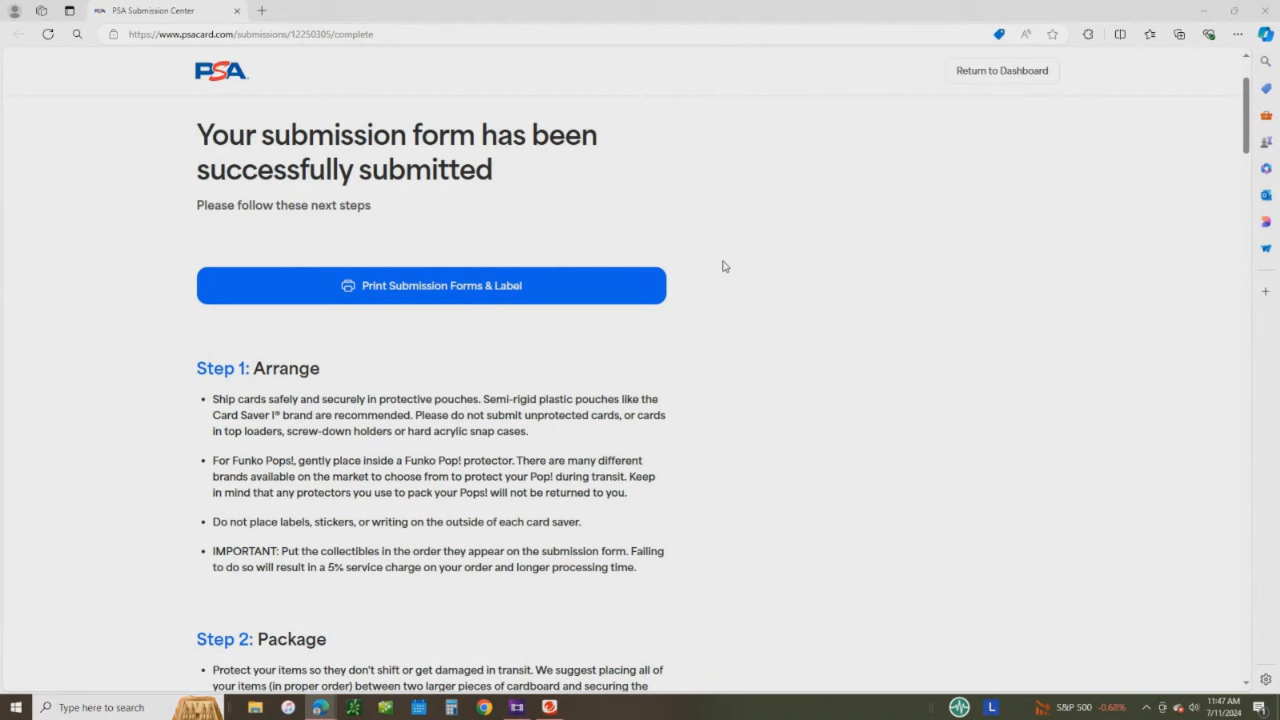 PSA Submission Center
https://www.psacard.com/submissions/12250305/complete
PSA
Return to Dashboard
Your submission form has been
successfully submitted
Please follow these next steps
Print Submission Forms & Label
Step 1: Arrange
• Ship cards safely and securely in protective pouches. Semi-rigid plastic pouches like the
Card Saver I® brand are recommended. Please do not submit unprotected cards, or cards
in top loaders, screw-down holders or hard acrylic snap cases.
• For Funko Pops!, gently place inside a Funko Pop! protector. There are many different
brands available on the market to choose from to protect your Pop! during transit. Keep
in mind that any protectors you use to pack your Pops! will not be returned to you.
• Do not place labels, stickers, or writing on the outside of each card saver.
• IMPORTANT: Put the collectibles in the order they appear on the submission form. Failing
to do so will result in a 5% service charge on your order and longer processing time.
Step 2: Package
• Protect your items so they don't shift or get damaged in transit. We suggest placing all of
your items (in proper order) between two larger pieces of cardboard and securing the
Type here to search
L
S&P 500 -0.68%
11:47 AM
7/11/2024